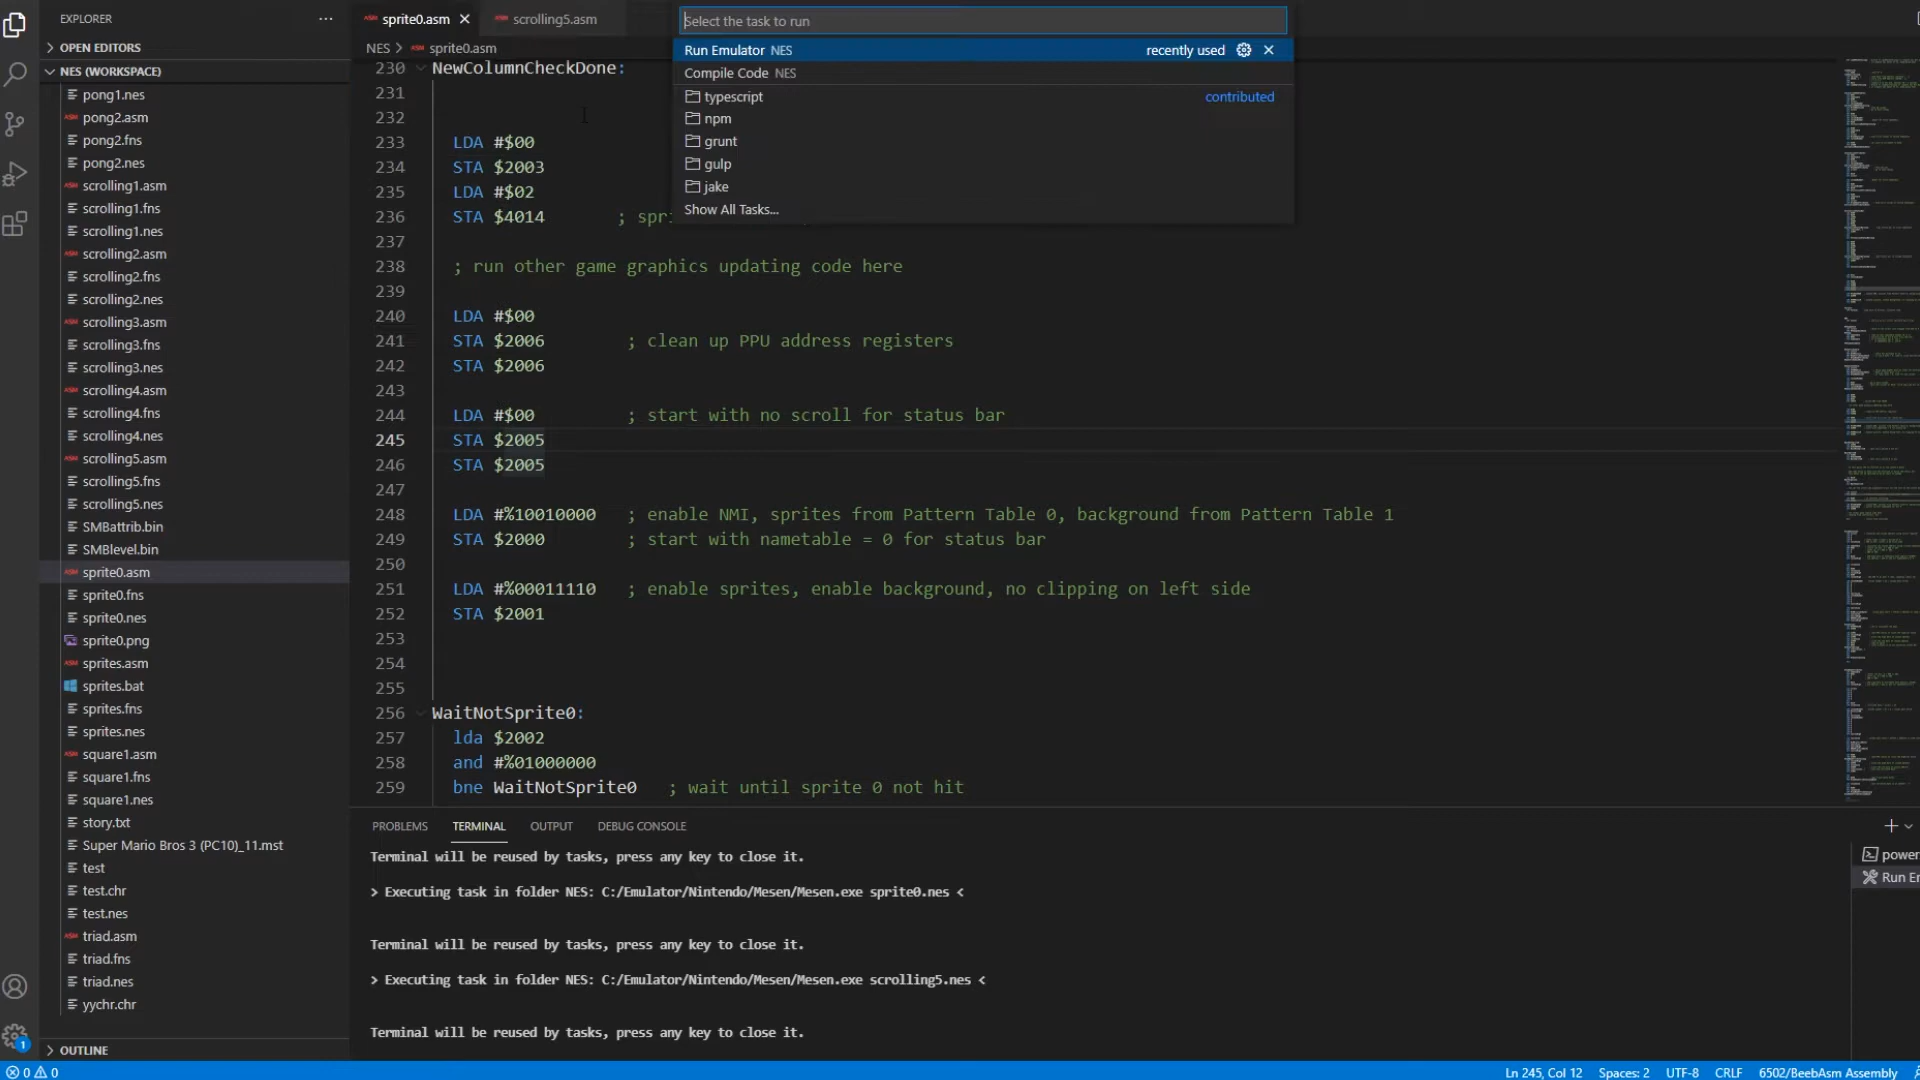 EXPLORER
OPEN EDITORS
NES (WORKSPACE)
pong1.nes
pong2.asm
pong2.fns
pong2.nes
scrolling1.asm
scrolling1.fns
scrolling1.nes
scrolling2.asm
scrolling2.fns
scrolling2.nes
scrolling3.asm
scrolling3.fns
scrolling3.nes
scrolling4.asm
scrolling4.fns
scrolling4.nes
scrolling5.asm
scrolling5.fns
scrolling5.nes
SMBattrib.bin
SMBlevel.bin
sprite0.asm
sprite0.fns
sprite0.nes
sprite0.png
sprites.asm
sprites.bat
sprites.fns
sprites.nes
square1.asm
square1.fns
square1.nes
story.txt
Super Mario Bros 3 (PC10)_11.mst
test
test.chr
test.nes
triad.asm
triad.fns
triad.nes
yychr.chr
OUTLINE
sprite0.asm
scrolling5.asm
NES > sprite0.asm
Select the task to run
Run Emulator NES recently used
Compile Code NES
typescript contributed
npm
grunt
gulp
jake
Show All Tasks...
230 NewColumnCheckDone:
231
232
233 LDA #$00
234 STA $2003
235 LDA #$02
236 STA $4014 ; spri
237
238 ; run other game graphics updating code here
239
240 LDA #$00
241 STA $2006 ; clean up PPU address registers
242 STA $2006
243
244 LDA #$00 ; start with no scroll for status bar
245 STA $2005
246 STA $2005
247
248 LDA #%10010000 ; enable NMI, sprites from Pattern Table 0, background from Pattern Table 1
249 STA $2000 ; start with nametable = 0 for status bar
250
251 LDA #%00011110 ; enable sprites, enable background, no clipping on left side
252 STA $2001
253
254
255
256 WaitNotSprite0:
257 lda $2002
258 and #%01000000
259 bne WaitNotSprite0 ; wait until sprite 0 not hit
PROBLEMS TERMINAL OUTPUT DEBUG CONSOLE
Terminal will be reused by tasks, press any key to close it.
> Executing task in folder NES: C:/Emulator/Nintendo/Mesen/Mesen.exe sprite0.nes <
Terminal will be reused by tasks, press any key to close it.
> Executing task in folder NES: C:/Emulator/Nintendo/Mesen/Mesen.exe scrolling5.nes <
Terminal will be reused by tasks, press any key to close it.
power
Run E
1
0 0
Ln 245, Col 12 Spaces: 2 UTF-8 CRLF 6502/BeebAsm Assembly